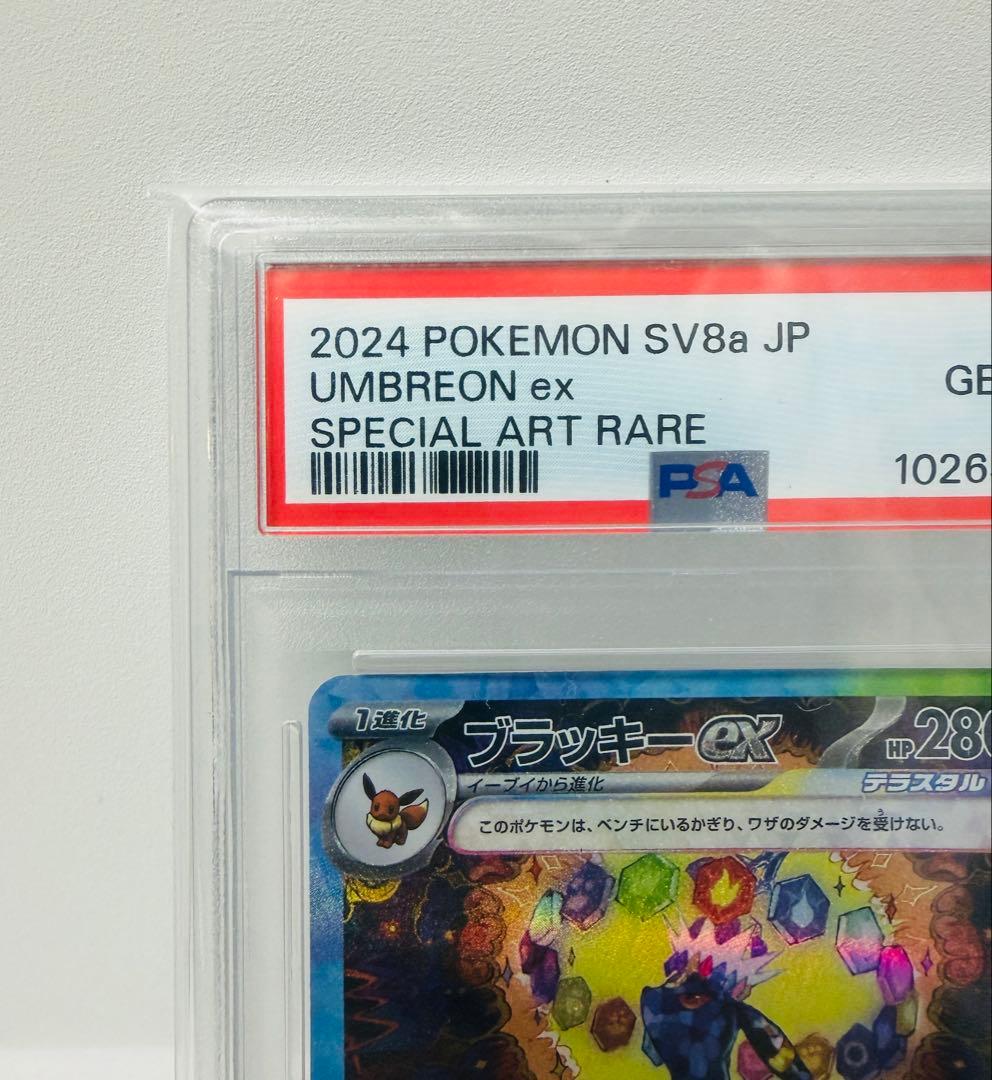 2024 POKEMON SV8a JP
UMBREON ex
GE
SPECIAL ART RARE
1026
PSA
1進化
ブラッキーex
HP 280
イーブイから進化
テラスタル
このポケモンは、ベンチにいるかぎり、ワザのダメージを受けない。